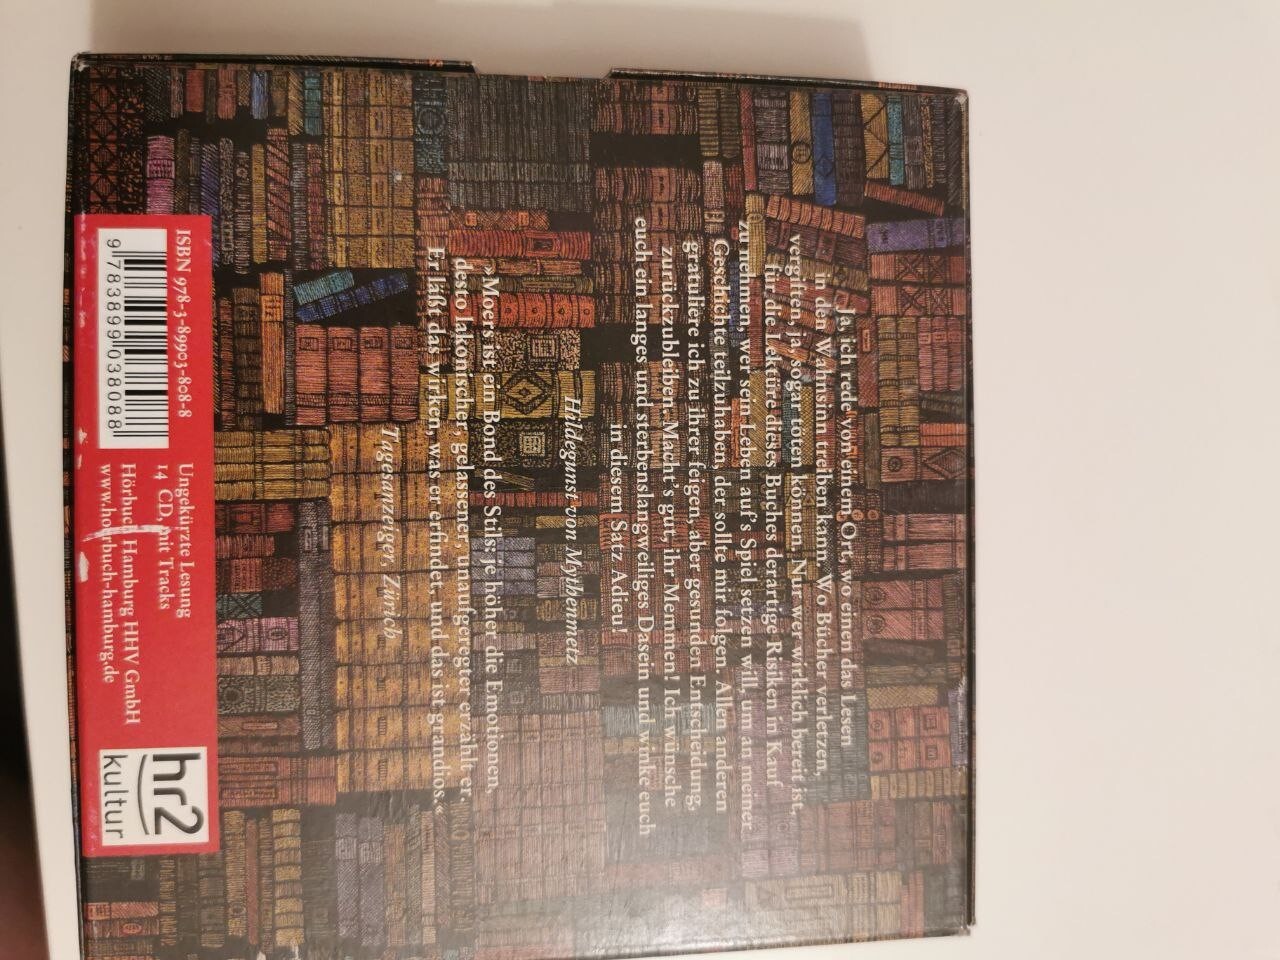 Ja, ich rede von einem Ort, wo einen das Lesen
in den Wahnsinn treiben kann. Wo Bücher verletzen,
vergiften, ja, sogar töten können. Nur wer wirklich bereit ist,
für die Lektüre dieses Buches derartige Risiken in Kauf
zu nehmen, wer sein Leben auf's Spiel setzen will, um an meiner
Geschichte teilzuhaben, der sollte mir folgen. Allen anderen
gratuliere ich zu ihrer feigen, aber gesunden Entscheidung,
zurückzubleiben. Macht's gut, ihr Memmen! Ich wünsche
euch ein langes und sterbenslangweiliges Dasein und winke euch
in diesem Satz Adieu!
Hildegunst von Mythenmetz
»Moers ist ein Bond des Stils: je höher die Emotionen,
desto lakonischer, gelassener, unaufgeregter erzählt er.
Er läßt das wirken, was er erfindet, und das ist grandios.«
Tagesanzeiger, Zürich
ISBN 978-3-89903-808-8
9 783899 038088
Ungekürzte Lesung
14 CD, mit Tracks
Hörbuch Hamburg HHV GmbH
www.hoerbuch-hamburg.de
hr2
kultur